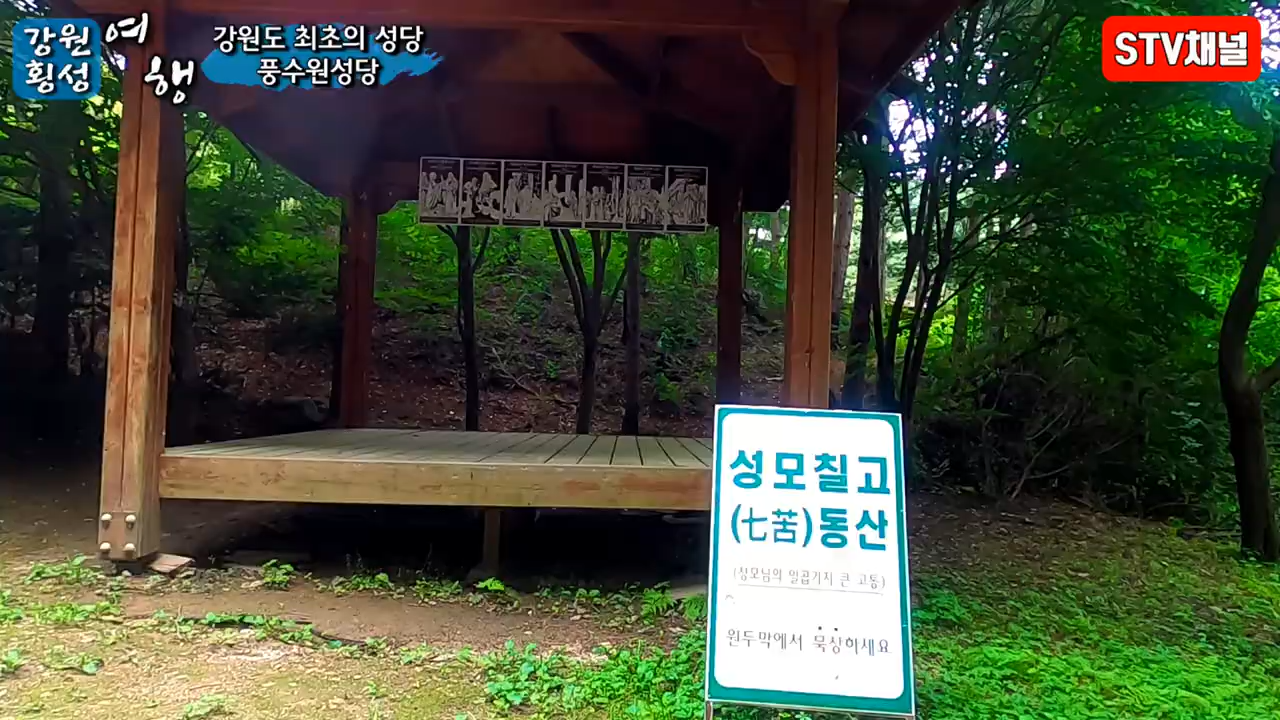 강원
횡성
여행
강원도 최초의 성당
풍수원성당
STV채널
성모칠고
(七苦)동산
(성모님의 일곱가지 큰 고통)
원두막에서 묵상하세요